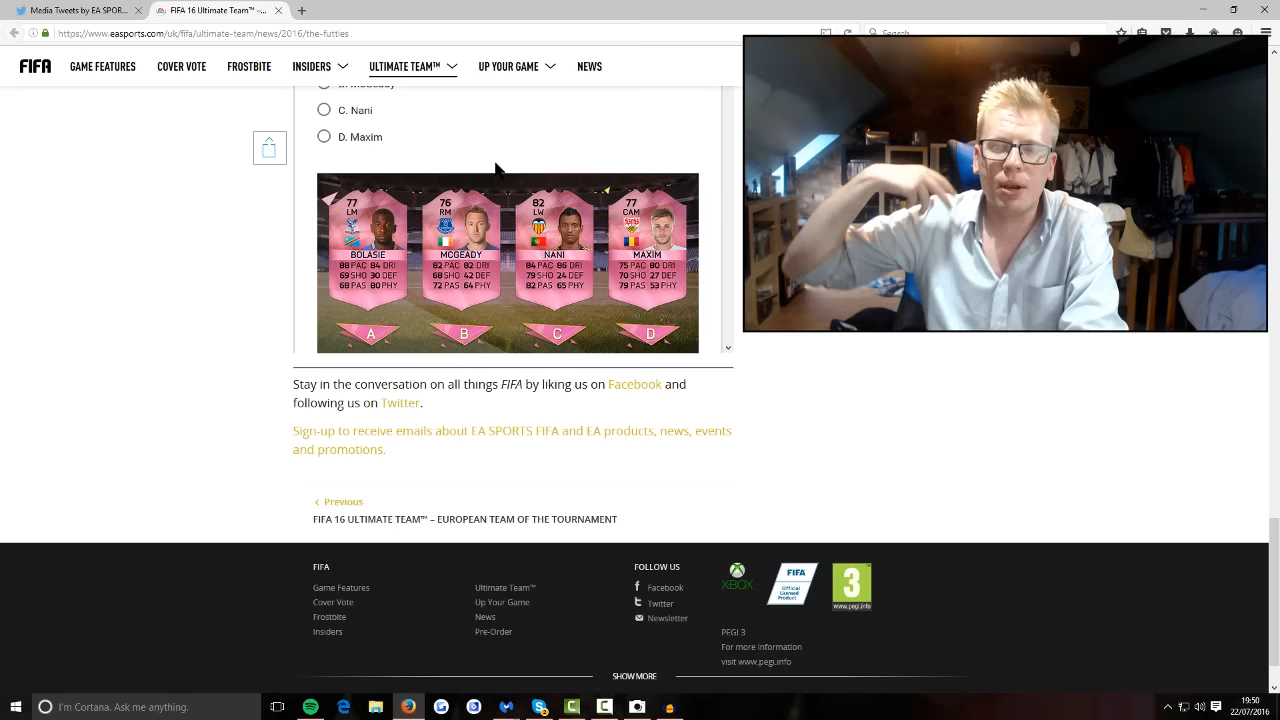 Media Tweets by EA SPOR...
FIFA 16 Ultimate Team™ - ...
https://www.easports.com/uk/fifa/ultimate-team/news/2016/the-futties
Search
FIFA
GAME FEATURES
COVER VOTE
FROSTBITE
INSIDERS
ULTIMATE TEAM™
UP YOUR GAME
NEWS
C. Nani
D. Maxim
77 LM
BOLASIE
88 PAC 84 DRI
69 SHO 30 DEF
68 PAS 80 PHY
A
76 RM
MCGEADY
82 PAC 82 DRI
68 SHO 42 DEF
72 PAS 64 PHY
B
82 LW
NANI
84 PAC 86 DRI
79 SHO 24 DEF
82 PAS 65 PHY
C
77 CAM
MAXIM
75 PAC 80 DRI
70 SHO 27 DEF
79 PAS 53 PHY
D
Stay in the conversation on all things FIFA by liking us on Facebook and
following us on Twitter.
Sign-up to receive emails about EA SPORTS FIFA and EA products, news, events
and promotions.
< Previous
FIFA 16 ULTIMATE TEAM™ – EUROPEAN TEAM OF THE TOURNAMENT
FIFA
Game Features
Cover Vote
Frostbite
Insiders
Ultimate Team™
Up Your Game
News
Pre-Order
FOLLOW US
Facebook
Twitter
Newsletter
XBOX
FIFA
Official
Licensed
Product
3
www.pegi.info
PEGI 3
For more information
visit www.pegi.info
SHOW MORE
I'm Cortana. Ask me anything.
19:50
22/07/2016